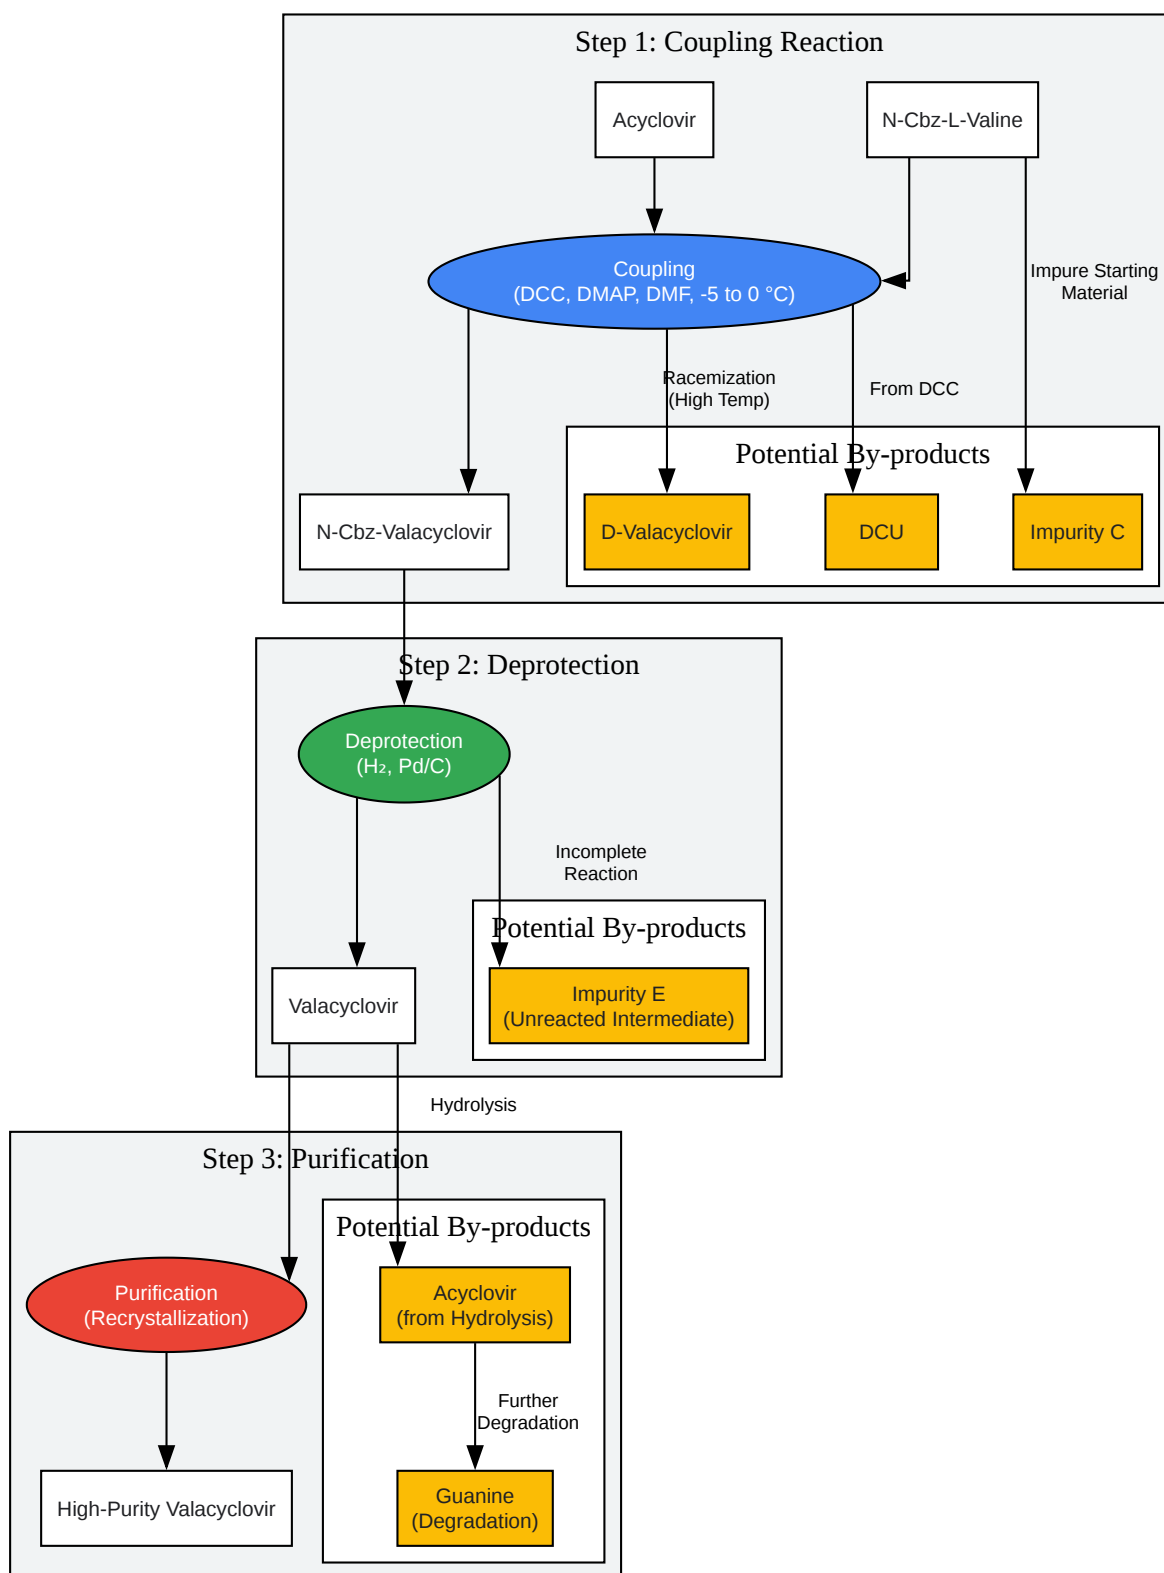 Step 1: Coupling Reaction
Acyclovir
N-Cbz-L-Valine
Coupling
(DCC, DMAP, DMF, -5 to 0 °C)
Impure Starting
Material
Racemization
(High Temp)
From DCC
Potential By-products
N-Cbz-Valacyclovir
D-Valacyclovir
DCU
Impurity C
Step 2: Deprotection
Deprotection
(H₂, Pd/C)
Incomplete
Reaction
Potential By-products
Valacyclovir
Impurity E
(Unreacted Intermediate)
Hydrolysis
Step 3: Purification
Potential By-products
Purification
(Recrystallization)
Acyclovir
(from Hydrolysis)
Further
Degradation
High-Purity Valacyclovir
Guanine
(Degradation)